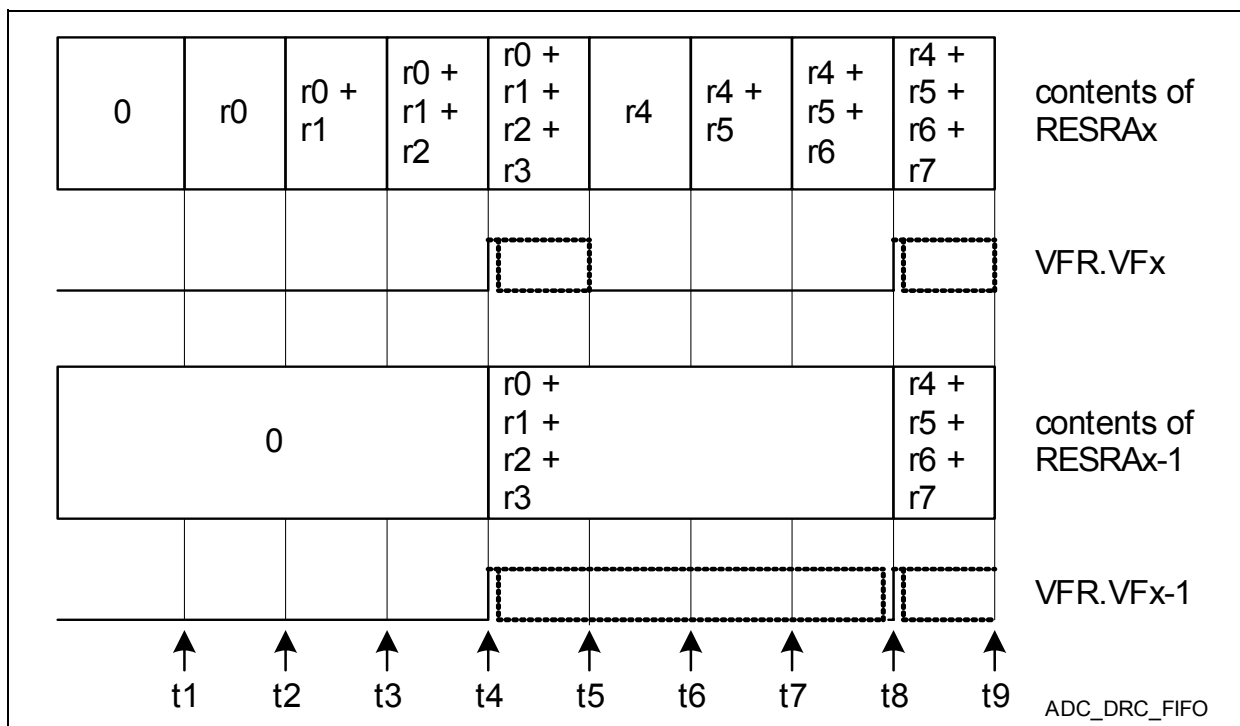 0
r0
r0 +
r1
r0 +
r1 +
r2
r0 +
r1 +
r2 +
r3
r4
r4 +
r5
r4 +
r5 +
r6
r4 +
r5 +
r6 +
r7
contents of
RESRAx
VFR.VFx
0
r0 +
r1 +
r2 +
r3
r4 +
r5 +
r6 +
r7
contents of
RESRAx-1
VFR.VFx-1
t1 t2 t3 t4 t5 t6 t7 t8 t9
ADC_DRC_FIFO